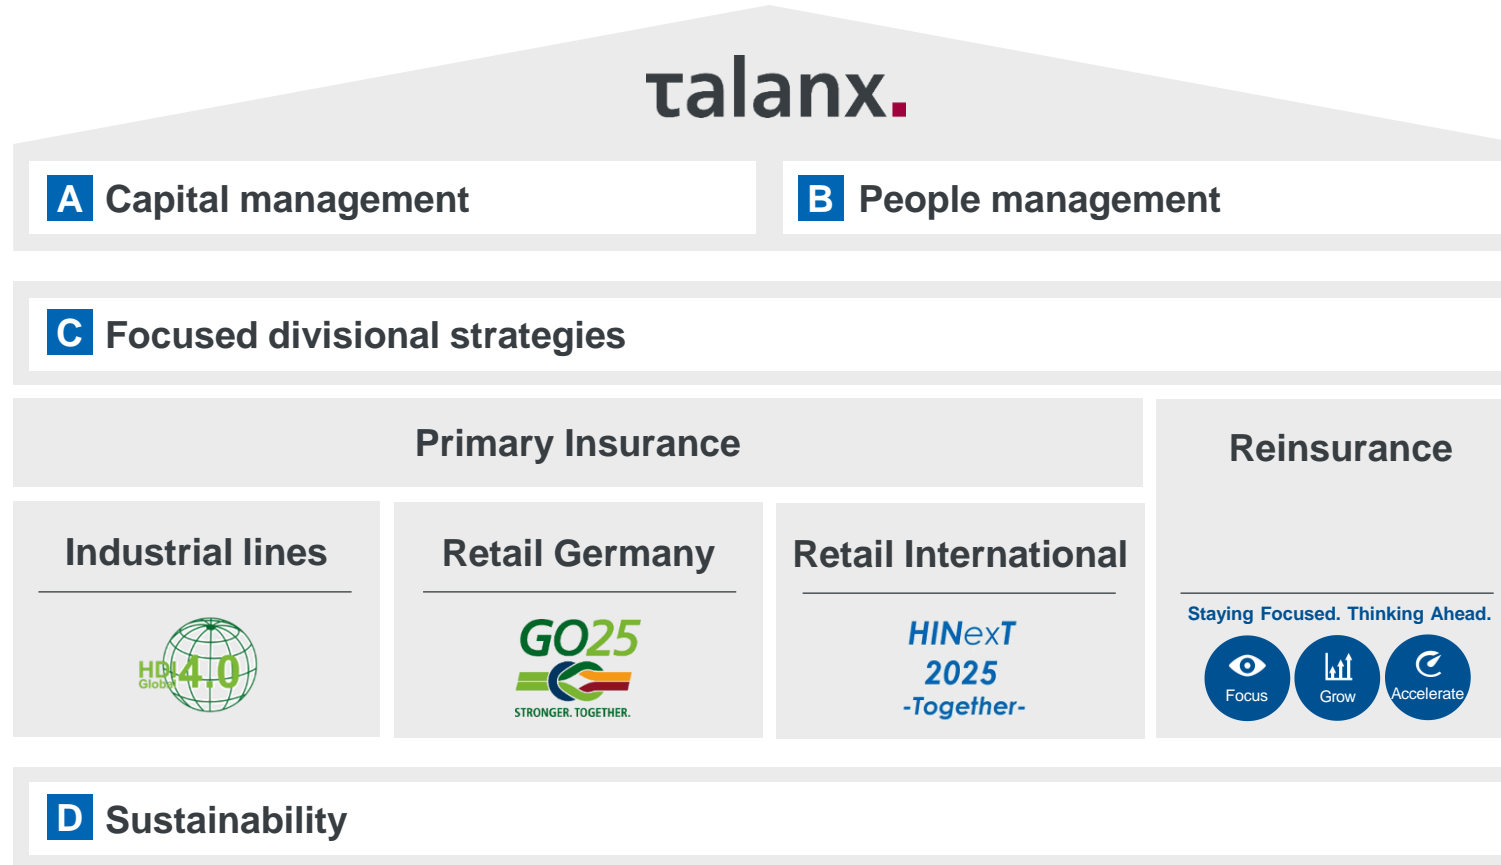 talanx.
A Capital management
B People management
C Focused divisional strategies
Primary Insurance
Reinsurance
Industrial lines
HDI 4.0
Global
Retail Germany
GO25
STRONGER. TOGETHER.
Retail International
HINexT
2025
-Together-
Staying Focused. Thinking Ahead.
Focus
Grow
Accelerate
D Sustainability